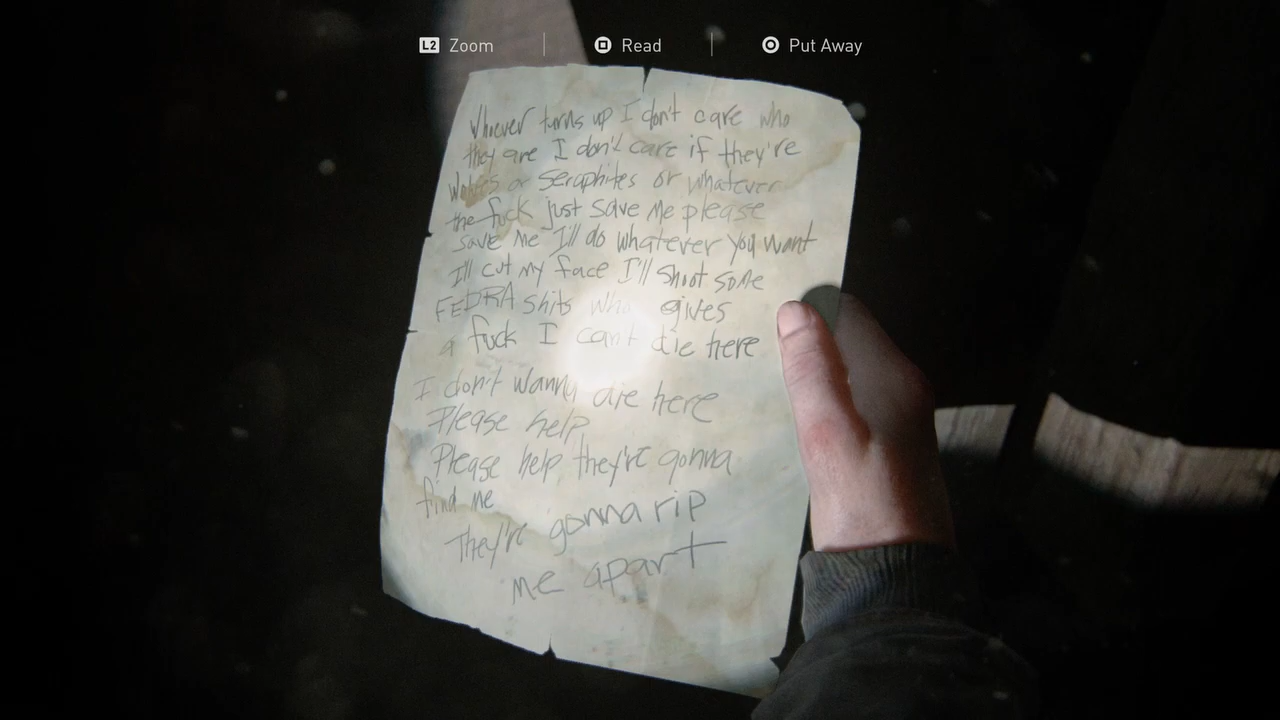 L2 Zoom Read Put Away
Whoever turns up I don't care who
they are I don't care if they're
Wolves or Seraphites or whatever
the fuck just save me please
save me I'll do whatever you want
I'll cut my face I'll shoot some
FEDRA shits who gives
a fuck I can't die here
I don't wanna die here
Please help
Please help they're gonna
find me
They're gonna rip
me apart